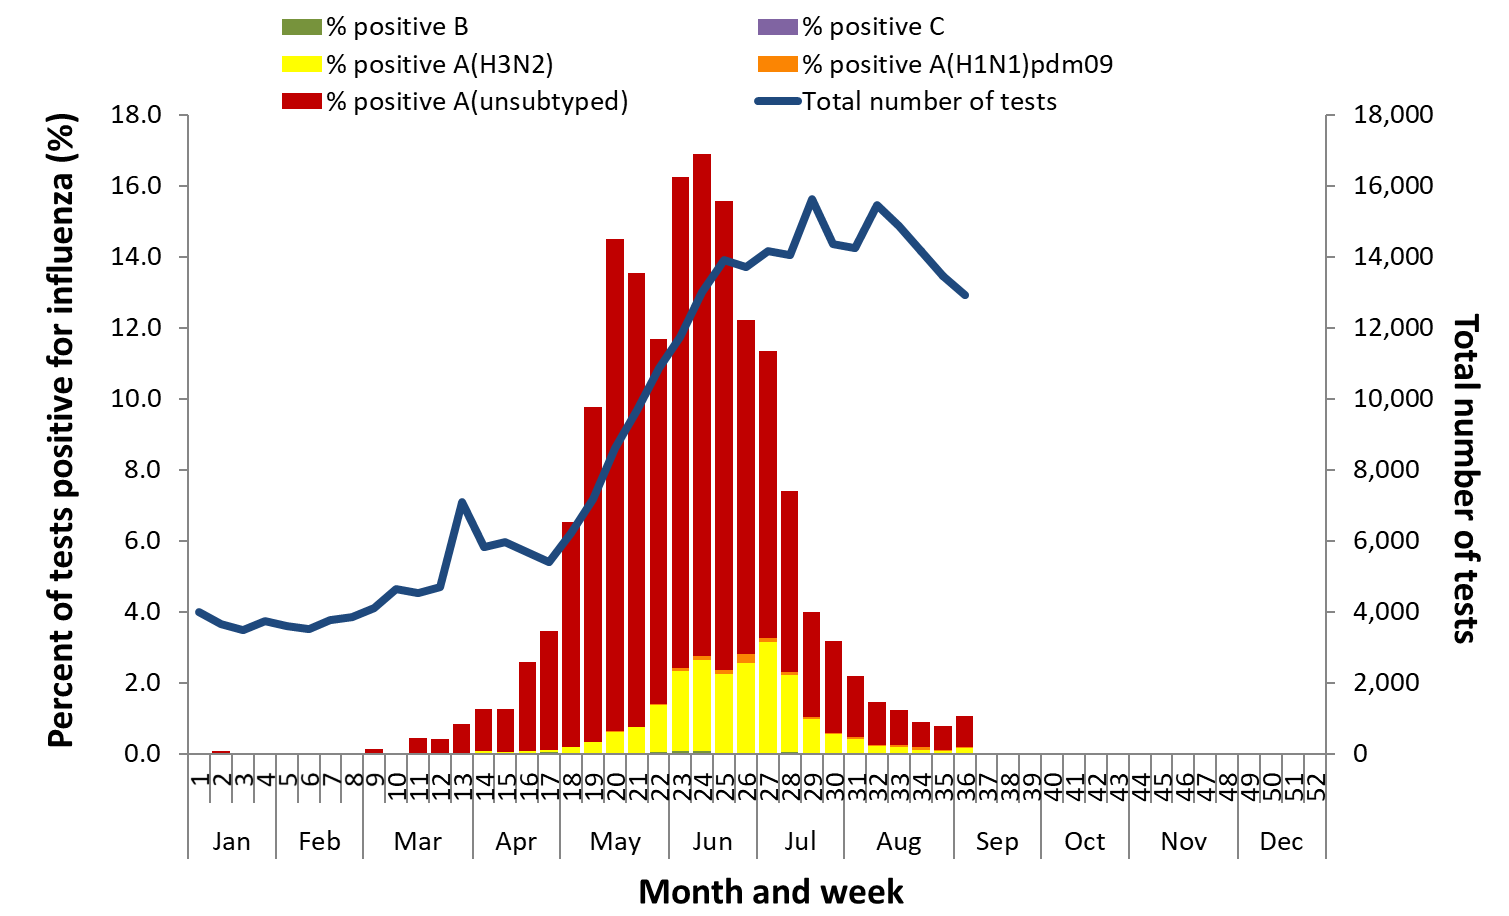 % positive B
% positive C
% positive A(H3N2)
% positive A(H1N1)pdm09
% positive A(unsubtyped)
Total number of tests
Percent of tests positive for influenza (%)
18.0
16.0
14.0
12.0
10.0
8.0
6.0
4.0
2.0
0.0
18,000
16,000
14,000
12,000
10,000
8,000
6,000
4,000
2,000
0
Total number of tests
1 2 3 4 5 6 7 8 9 10 11 12 13 14 15 16 17 18 19 20 21 22 23 24 25 26 27 28 29 30 31 32 33 34 35 36 37 38 39 40 41 42 43 44 45 46 47 48 49 50 51 52
Jan Feb Mar Apr May Jun Jul Aug Sep Oct Nov Dec
Month and week